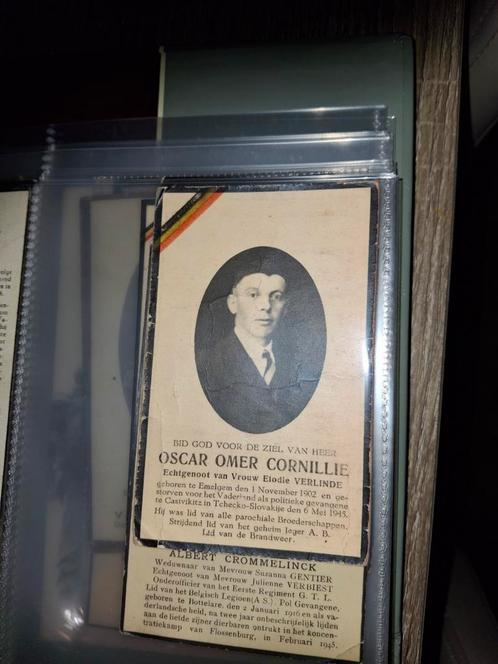 BID GOD VOOR DE ZIEL VAN HEER
OSCAR OMER CORNILLIE
Echtgenoot van Vrouw Elodie VERLINDE
geboren te Emelgem den 1 November 1902 en ge-
storven voor het Vaderland als politieke gevangene
te Castvikitz in Tchecko-Slovakije den 6 Mei 1945.
Hij was lid van alle parochiale Broederschappen.
Strijdend lid van het geheim leger A. B.
Lid van de Brandweer.
ALBERT CROMMELINCK
Weduwnaar van Mevrouw Suzanna GENTIER
Echtgenoot van Mevrouw Julienne VERBIEST
Onderofficier van het Eerste Regiment G. T. L.
Lid van het Belgisch Legioen(A S.) Pol Gevangene,
geboren te Bottelare, den 2 Januari 1916 en als va-
derlandsche held, na twee jaar onbeschrijfelijk lijden
aan de liefde zijner dierbaren ontrukt in het koncen-
tratiekamp van Flossenburg, in Februari 1945.